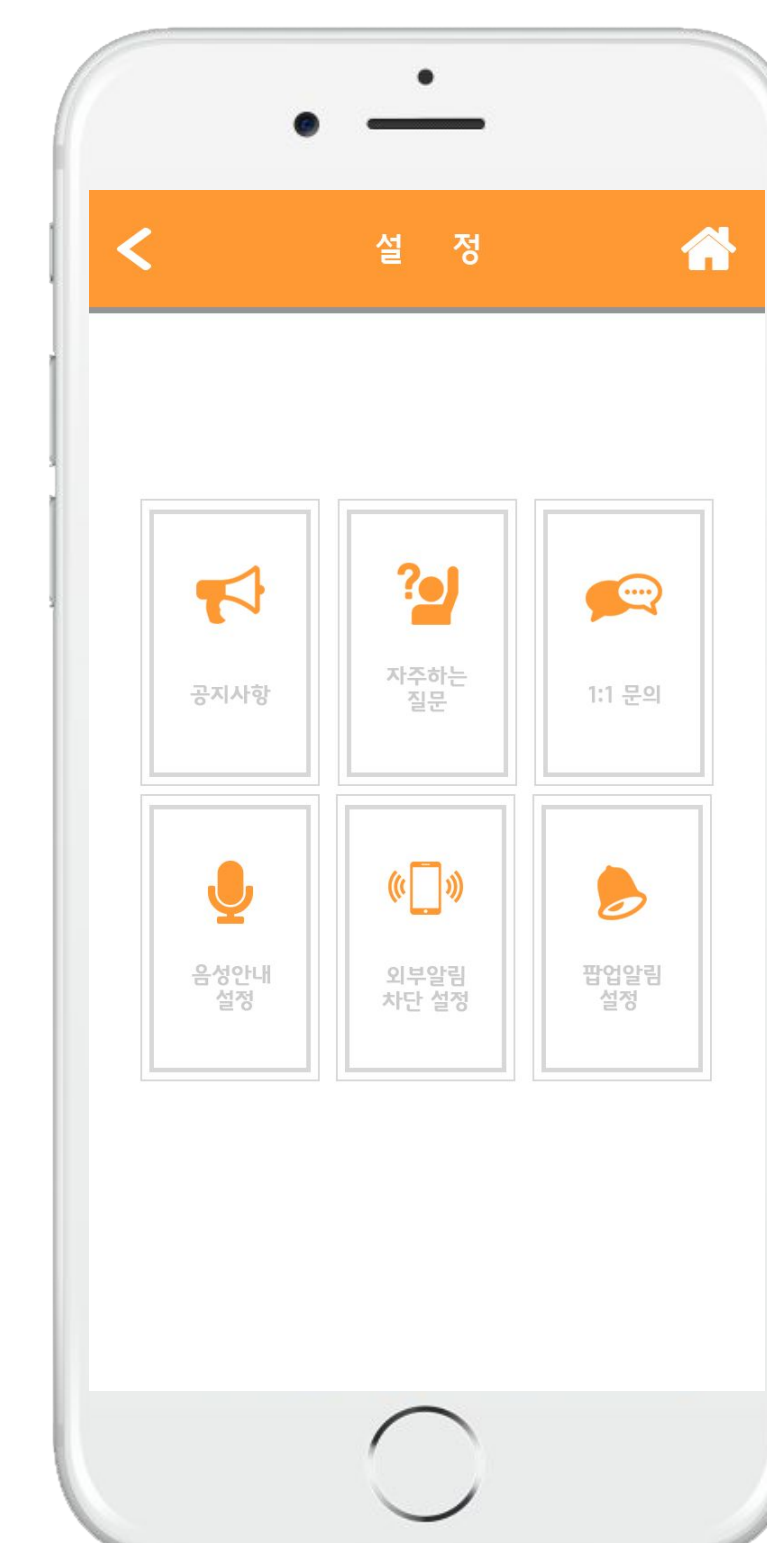 설 정
공지사항
자주하는
질문
1:1 문의
음성안내
설정
외부알림
차단 설정
팝업알림
설정